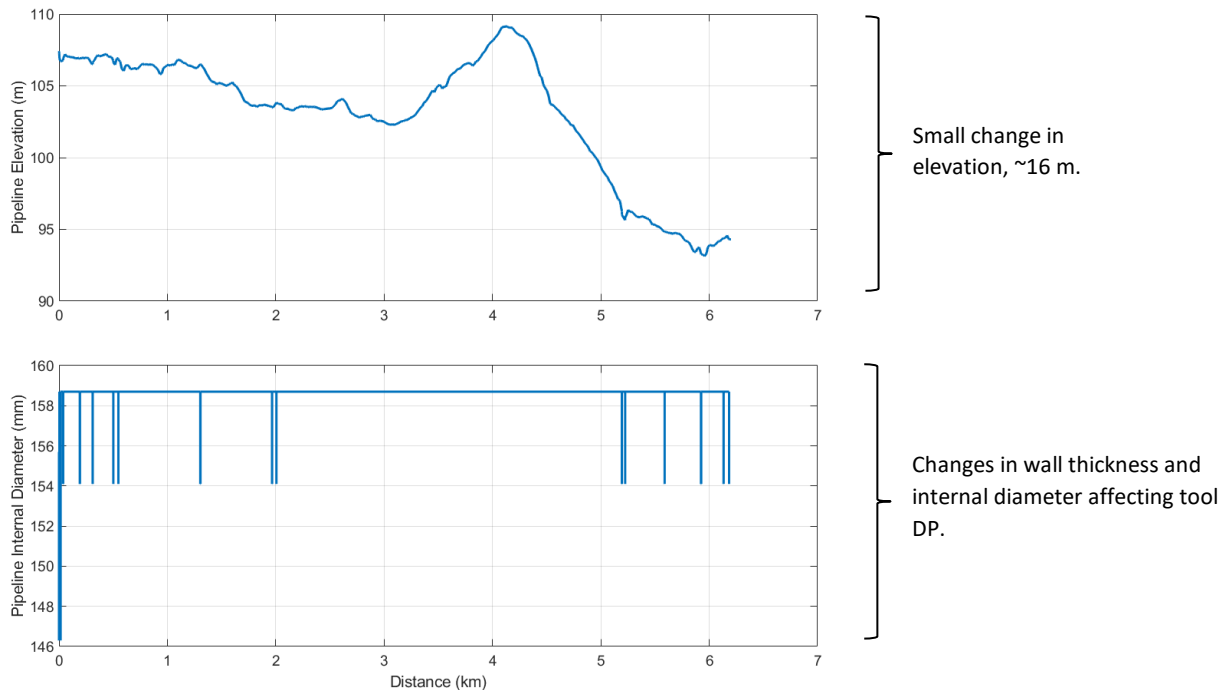 110
105
100
95
90
Pipeline Elevation (m)
0 1 2 3 4 5 6 7
Small change in
elevation, ~16 m.
160
158
156
154
152
150
148
146
Pipeline Internal Diameter (mm)
0 1 2 3 4 5 6 7
Distance (km)
Changes in wall thickness and
internal diameter affecting tool
DP.